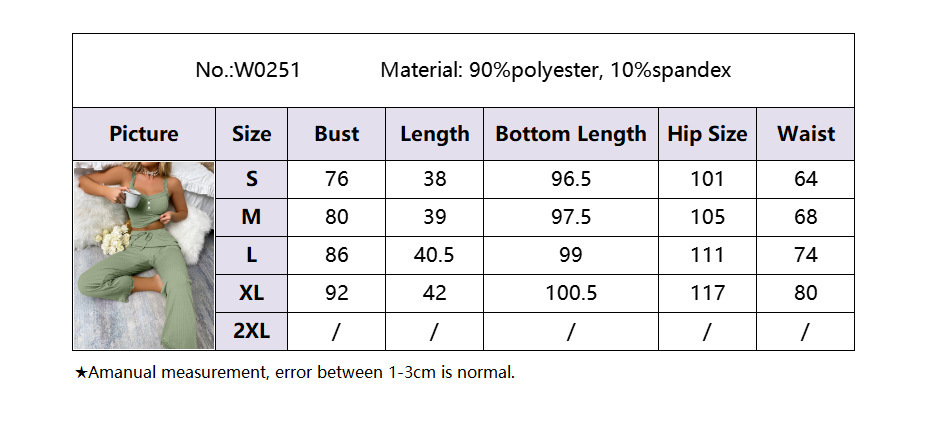 No.:W0251 Material: 90%polyester, 10%spandex
Picture Size Bust Length Bottom Length Hip Size Waist
S 76 38 96.5 101 64
M 80 39 97.5 105 68
L 86 40.5 99 111 74
XL 92 42 100.5 117 80
2XL / / / / /
★Amanual measurement, error between 1-3cm is normal.